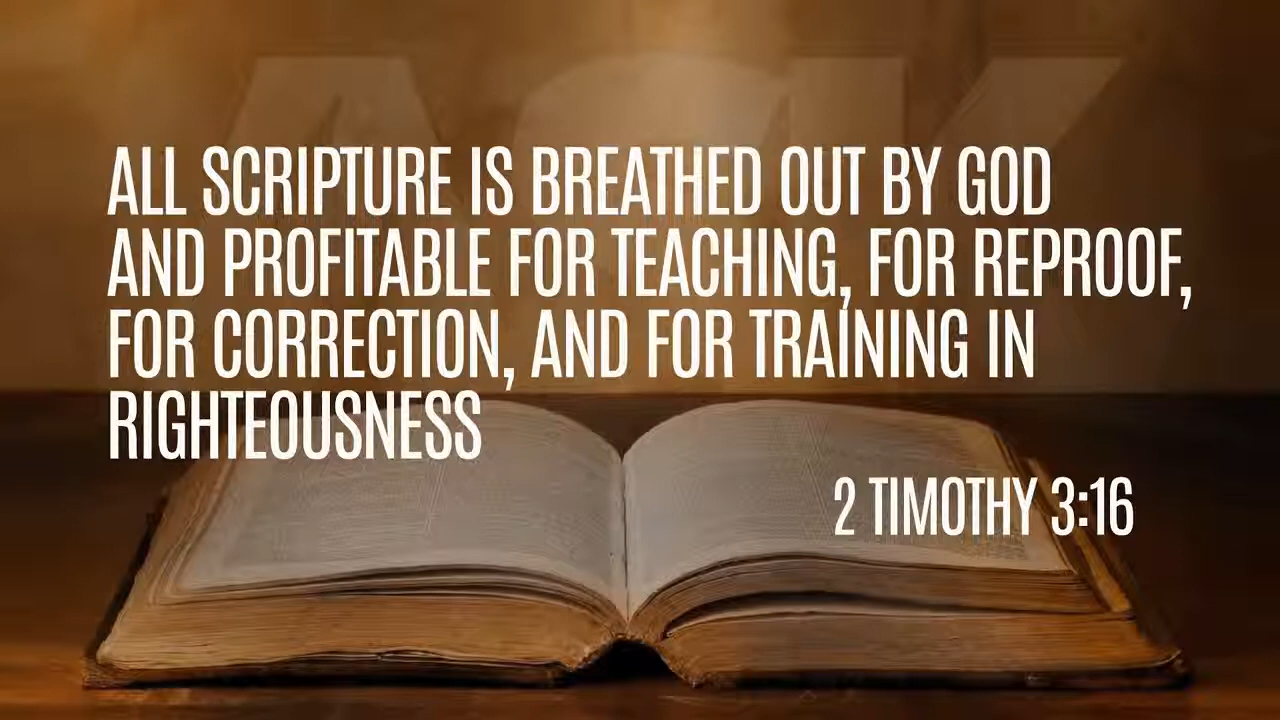 ALL SCRIPTURE IS BREATHED OUT BY GOD
AND PROFITABLE FOR TEACHING, FOR REPROOF,
FOR CORRECTION, AND FOR TRAINING IN
RIGHTEOUSNESS
2 TIMOTHY 3:16